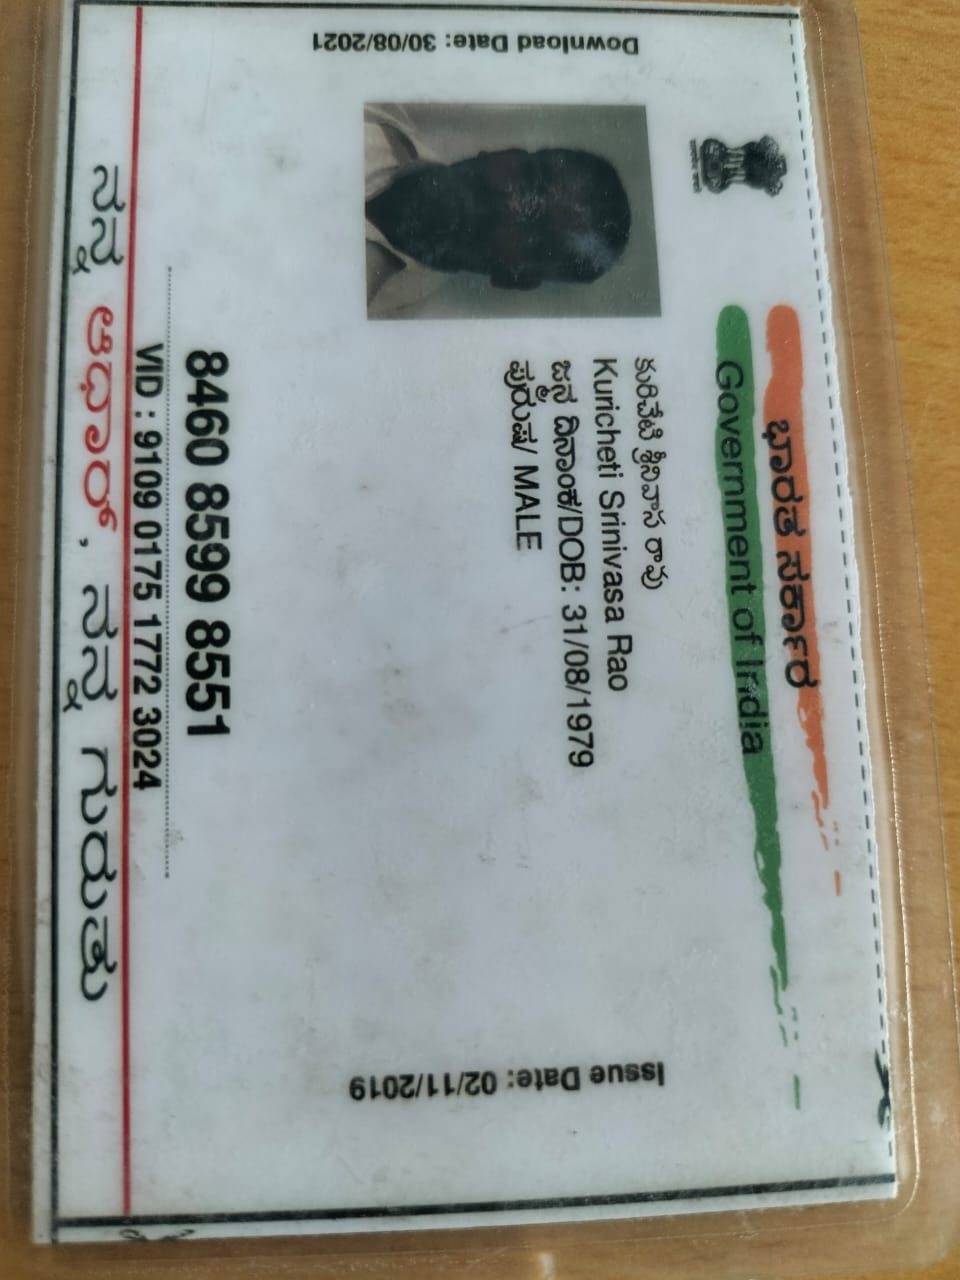 ಭಾರತ ಸರ್ಕಾರ
Government of India
Download Date: 30/08/2021
Issue Date: 02/11/2019
Kuricheti Srinivasa Rao
ಜನ್ಮ ದಿನಾಂಕ/DOB: 31/08/1979
ಪುರುಷ/ MALE
8460 8599 8551
VID : 9109 0175 1772 3024
ನನ್ನ ಆಧಾರ್, ನನ್ನ ಗುರುತು